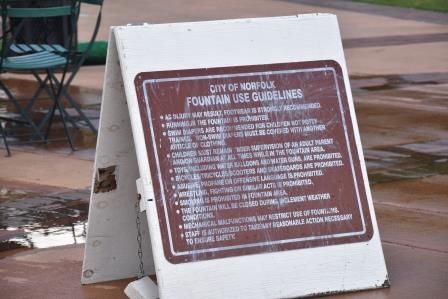 CITY OF NORFOLK
FOUNTAIN USE GUIDELINES
• AS INJURY MAY RESULT, FOOTWEAR IS STRONGLY RECOMMENDED.
• RUNNING IN THE FOUNTAIN IS PROHIBITED.
• SWIM DIAPERS ARE RECOMMENDED FOR CHILDREN NOT POTTY
TRAINED. NON-SWIM DIAPERS MUST BE COVERED WITH ANOTHER
ARTICLE OF CLOTHING.
• CHILDREN MUST REMAIN UNDER SUPERVISION OF AN ADULT PARENT
AND/OR GUARDIAN AT ALL TIMES WHILE IN THE FOUNTAIN AREA.
• TOYS, INCLUDING WATER BALLOONS AND WATER GUNS, ARE PROHIBITED.
• BICYCLES/TRICYCLES/SCOOTERS AND SKATEBOARDS ARE PROHIBITED.
• ABUSIVE, PROFANE OR OFFENSIVE LANGUAGE IS PROHIBITED.
• WRESTLING, FIGHTING OR SIMILAR ACTS IS PROHIBITED.
• SMOKING IS PROHIBITED IN FOUNTAIN AREA.
• THE FOUNTAIN WILL BE CLOSED DURING INCLEMENT WEATHER
CONDITIONS.
• MECHANICAL MALFUNCTIONS MAY RESTRICT USE OF FOUNTAINS.
• STAFF IS AUTHORIZED TO TAKE ANY REASONABLE ACTION NECESSARY
TO ENSURE SAFETY.